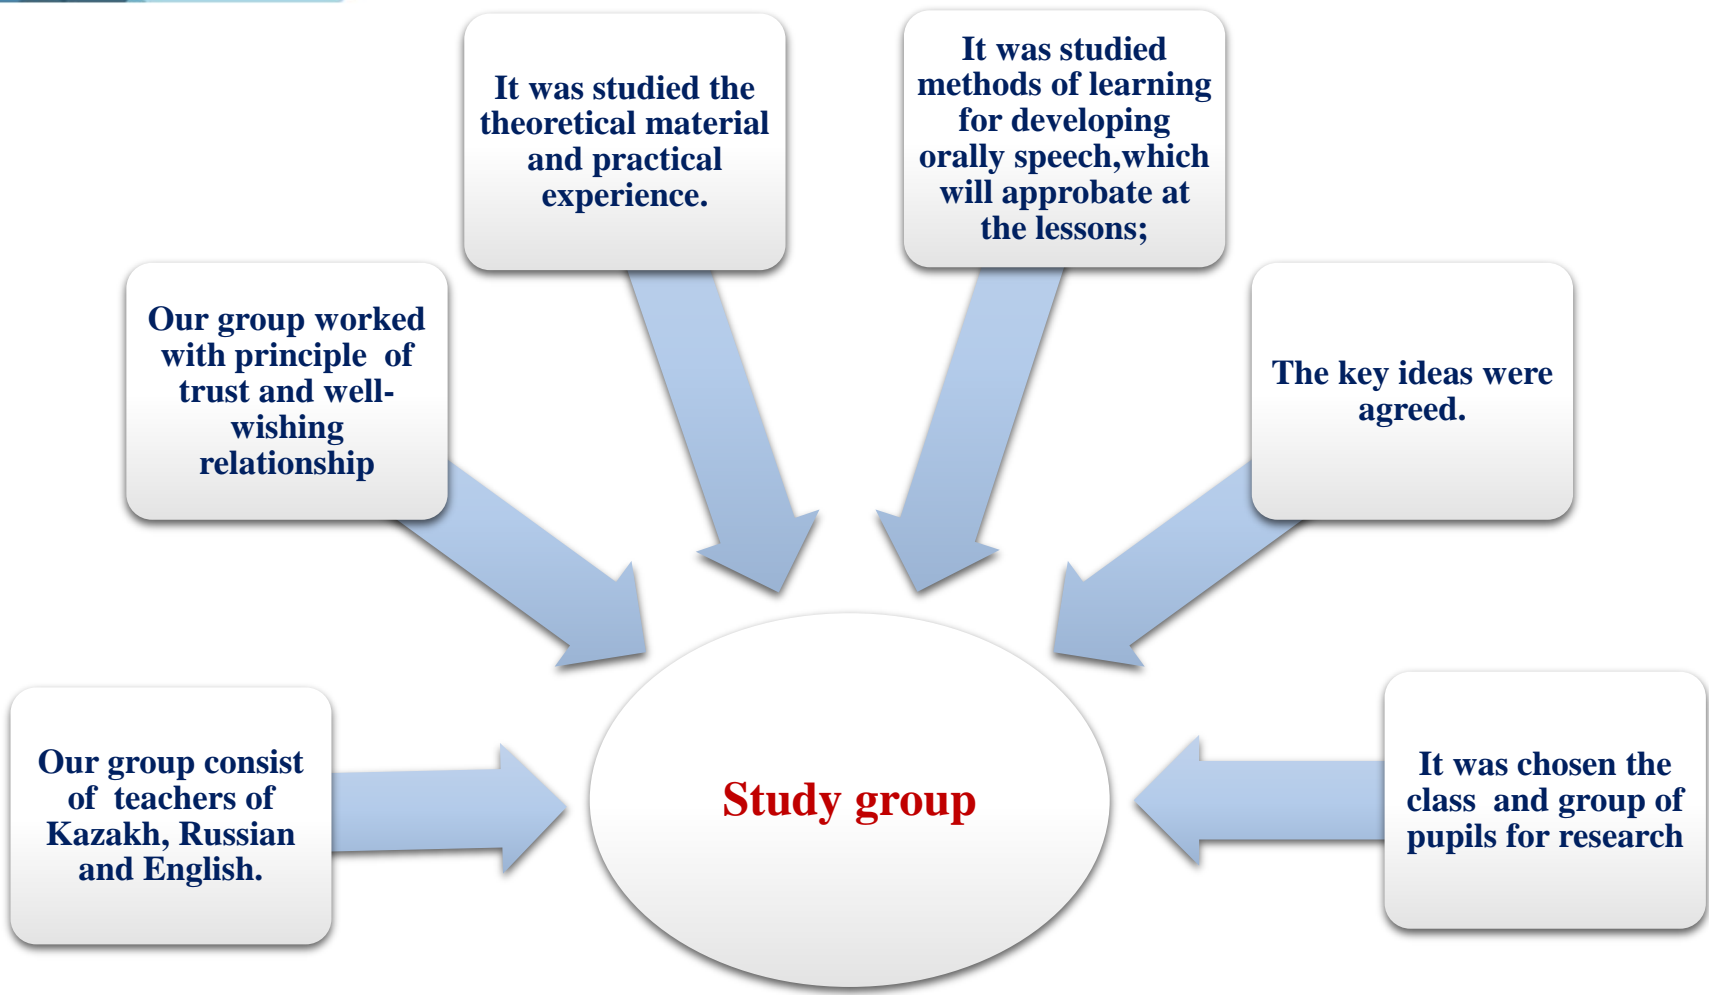 It was studied the
theoretical material
and practical
experience.
It was studied
methods of learning
for developing
orally speech,which
will approbate at
the lessons;
Our group worked
with principle of
trust and well-
wishing
relationship
The key ideas were
agreed.
Our group consist
of teachers of
Kazakh, Russian
and English.
Study group
It was chosen the
class and group of
pupils for research